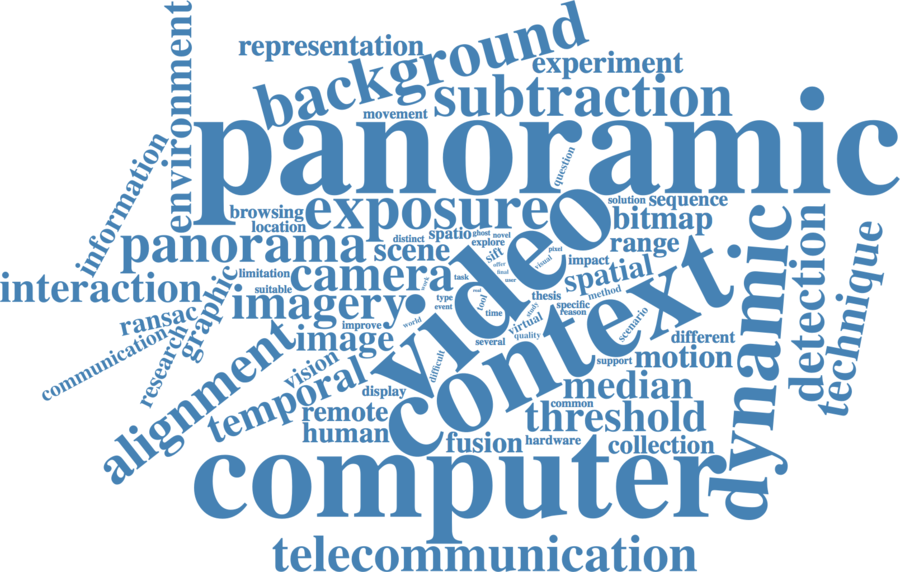 representation
background
experiment
environment
subtraction
movement
panoramic
information
question
browsing
location
exposure
solution
sequence
bitmap
panorama
distinct
scene
spatio
ghost
novel
explore
sift
range
video
pixel
visual
offer
final
impact
interaction
limitation
suitable
camera
work
task
user
spatial
method
dynamic
detection
technique
ransac
graphic
imagery
type
event
real
tool
time
thesis
specific
reason
study
virtual
quality
scenario
communication
research
improve
world
image
several
context
different
alignment
vision
temporal
difficult
display
support
motion
median
common
remote
human
threshold
fusion
hardware
collection
computer
telecommunication